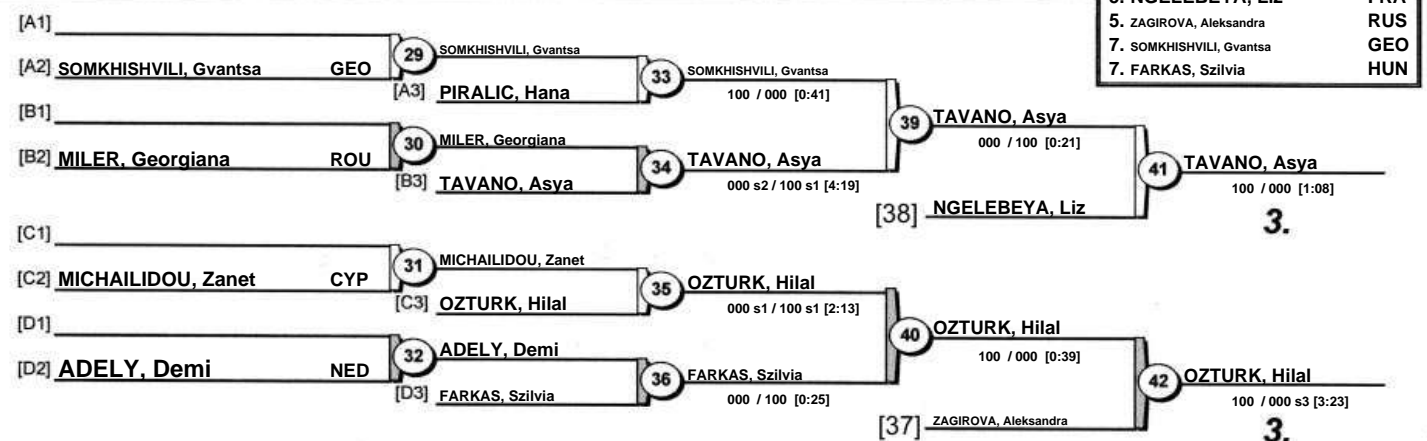 5. ZAGIROVA, Aleksandra RUS
7. SOMKHISHVILI, Gvantsa GEO
7. FARKAS, Szilvia HUN
[A1]
[A2] SOMKHISHVILI, Gvantsa GEO
29
SOMKHISHVILI, Gvantsa
[A3] PIRALIC, Hana
33
SOMKHISHVILI, Gvantsa
100 / 000 [0:41]
[B1]
[B2] MILER, Georgiana ROU
30
MILER, Georgiana
[B3] TAVANO, Asya
34
TAVANO, Asya
000 s2 / 100 s1 [4:19]
39
TAVANO, Asya
000 / 100 [0:21]
[38] NGELEBEYA, Liz
41
TAVANO, Asya
100 / 000 [1:08]
3.
[C1]
[C2] MICHAILIDOU, Zanet CYP
31
MICHAILIDOU, Zanet
[C3] OZTURK, Hilal
35
OZTURK, Hilal
000 s1 / 100 s1 [2:13]
[D1]
[D2] ADELY, Demi NED
32
ADELY, Demi
[D3] FARKAS, Szilvia
36
FARKAS, Szilvia
000 / 100 [0:25]
40
OZTURK, Hilal
100 / 000 [0:39]
[37] ZAGIROVA, Aleksandra
42
OZTURK, Hilal
100 / 000 s3 [3:23]
3.